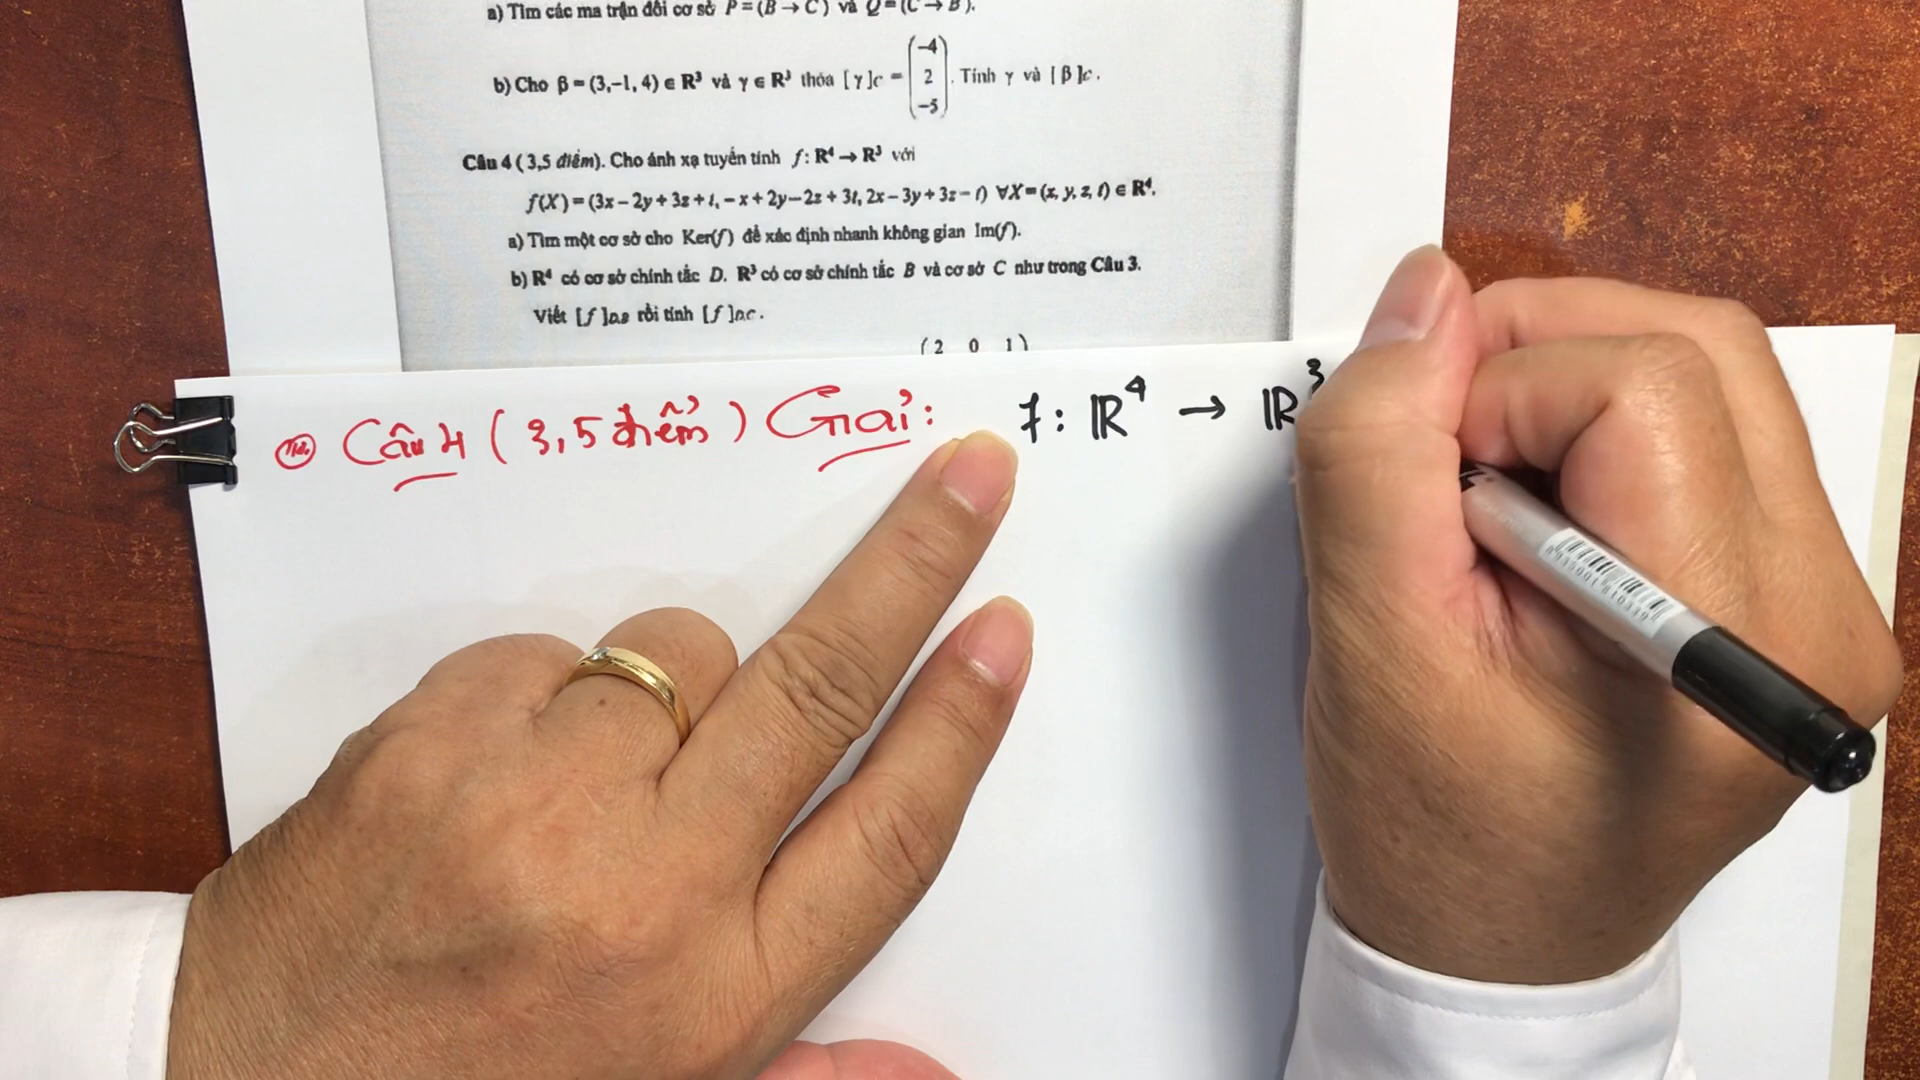 a) Tìm các ma trận đổi cơ sở P = (B → C) và Q = (C → B).
b) Cho β = (3,–1, 4) ∈ R³ và γ ∈ R³ thỏa [ γ ]c = (–4 2 –5). Tính γ và [ β ]c .
Câu 4 ( 3,5 điểm). Cho ánh xạ tuyến tính f : R⁴ → R³ với
f(X) = (3x – 2y + 3z + t, – x + 2y – 2z + 3t, 2x – 3y + 3z – t) ∀X = (x, y, z, t) ∈ R⁴.
a) Tìm một cơ sở cho Ker(f) để xác định nhanh không gian Im(f).
b) R⁴ có cơ sở chính tắc D. R³ có cơ sở chính tắc B và cơ sở C như trong Câu 3.
Viết [f ]D,B rồi tính [f ]D,C .
(2 0 1)
Câu 4 ( 3,5 điểm ) Giải: f : ℝ⁴ → ℝ³